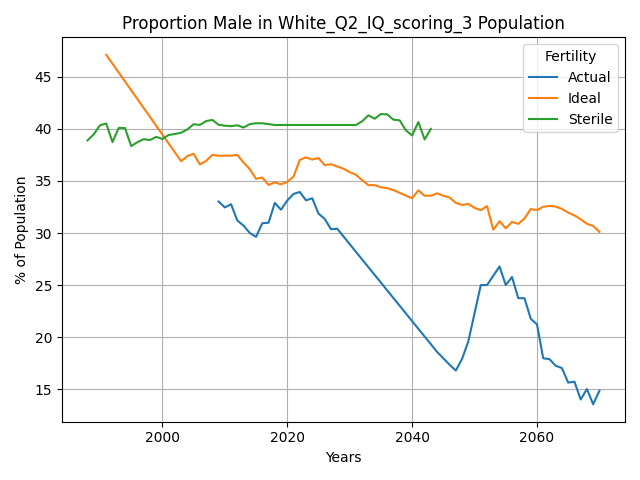 Proportion Male in White_Q2_IQ_scoring_3 Population
Fertility
Actual
Ideal
Sterile
% of Population
45
40
35
30
25
20
15
2000
2020
2040
2060
Years